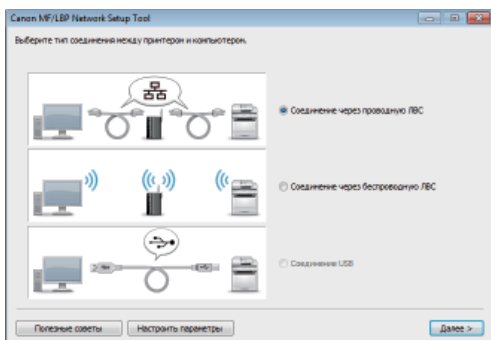 Canon MF/LBP Network Setup Tool
Выберите тип соединения между принтером и компьютером.
Соединение через проводную ЛВС
Соединение через беспроводную ЛВС
Соединение USB
Полезные советы
Настроить параметры
Далее >